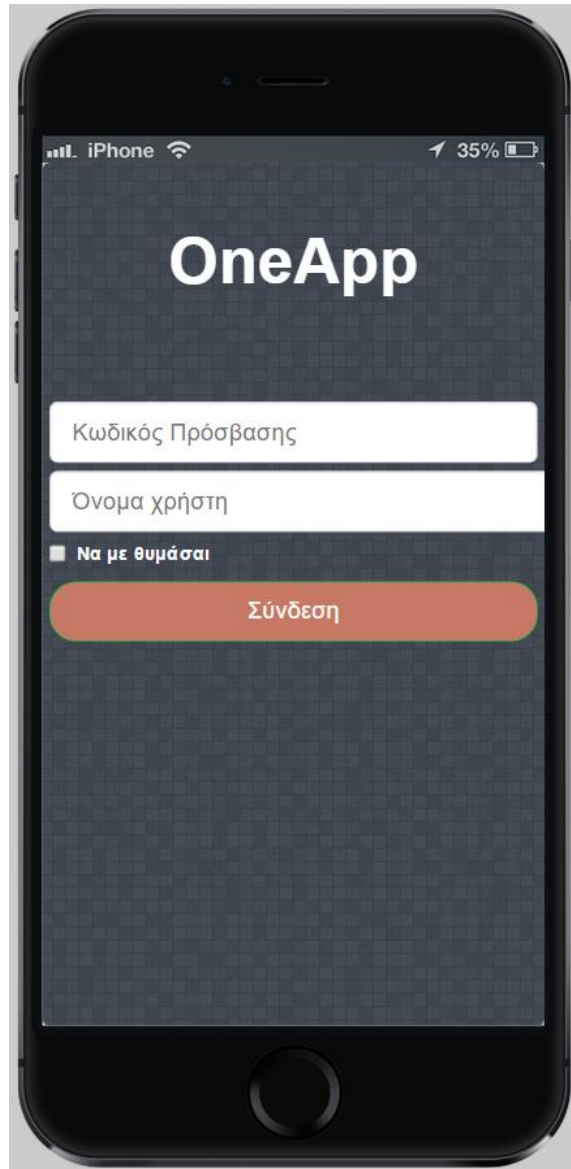 iPhone 35%
OneApp
Κωδικός Πρόσβασης
Όνομα χρήστη
Να με θυμάσαι
Σύνδεση